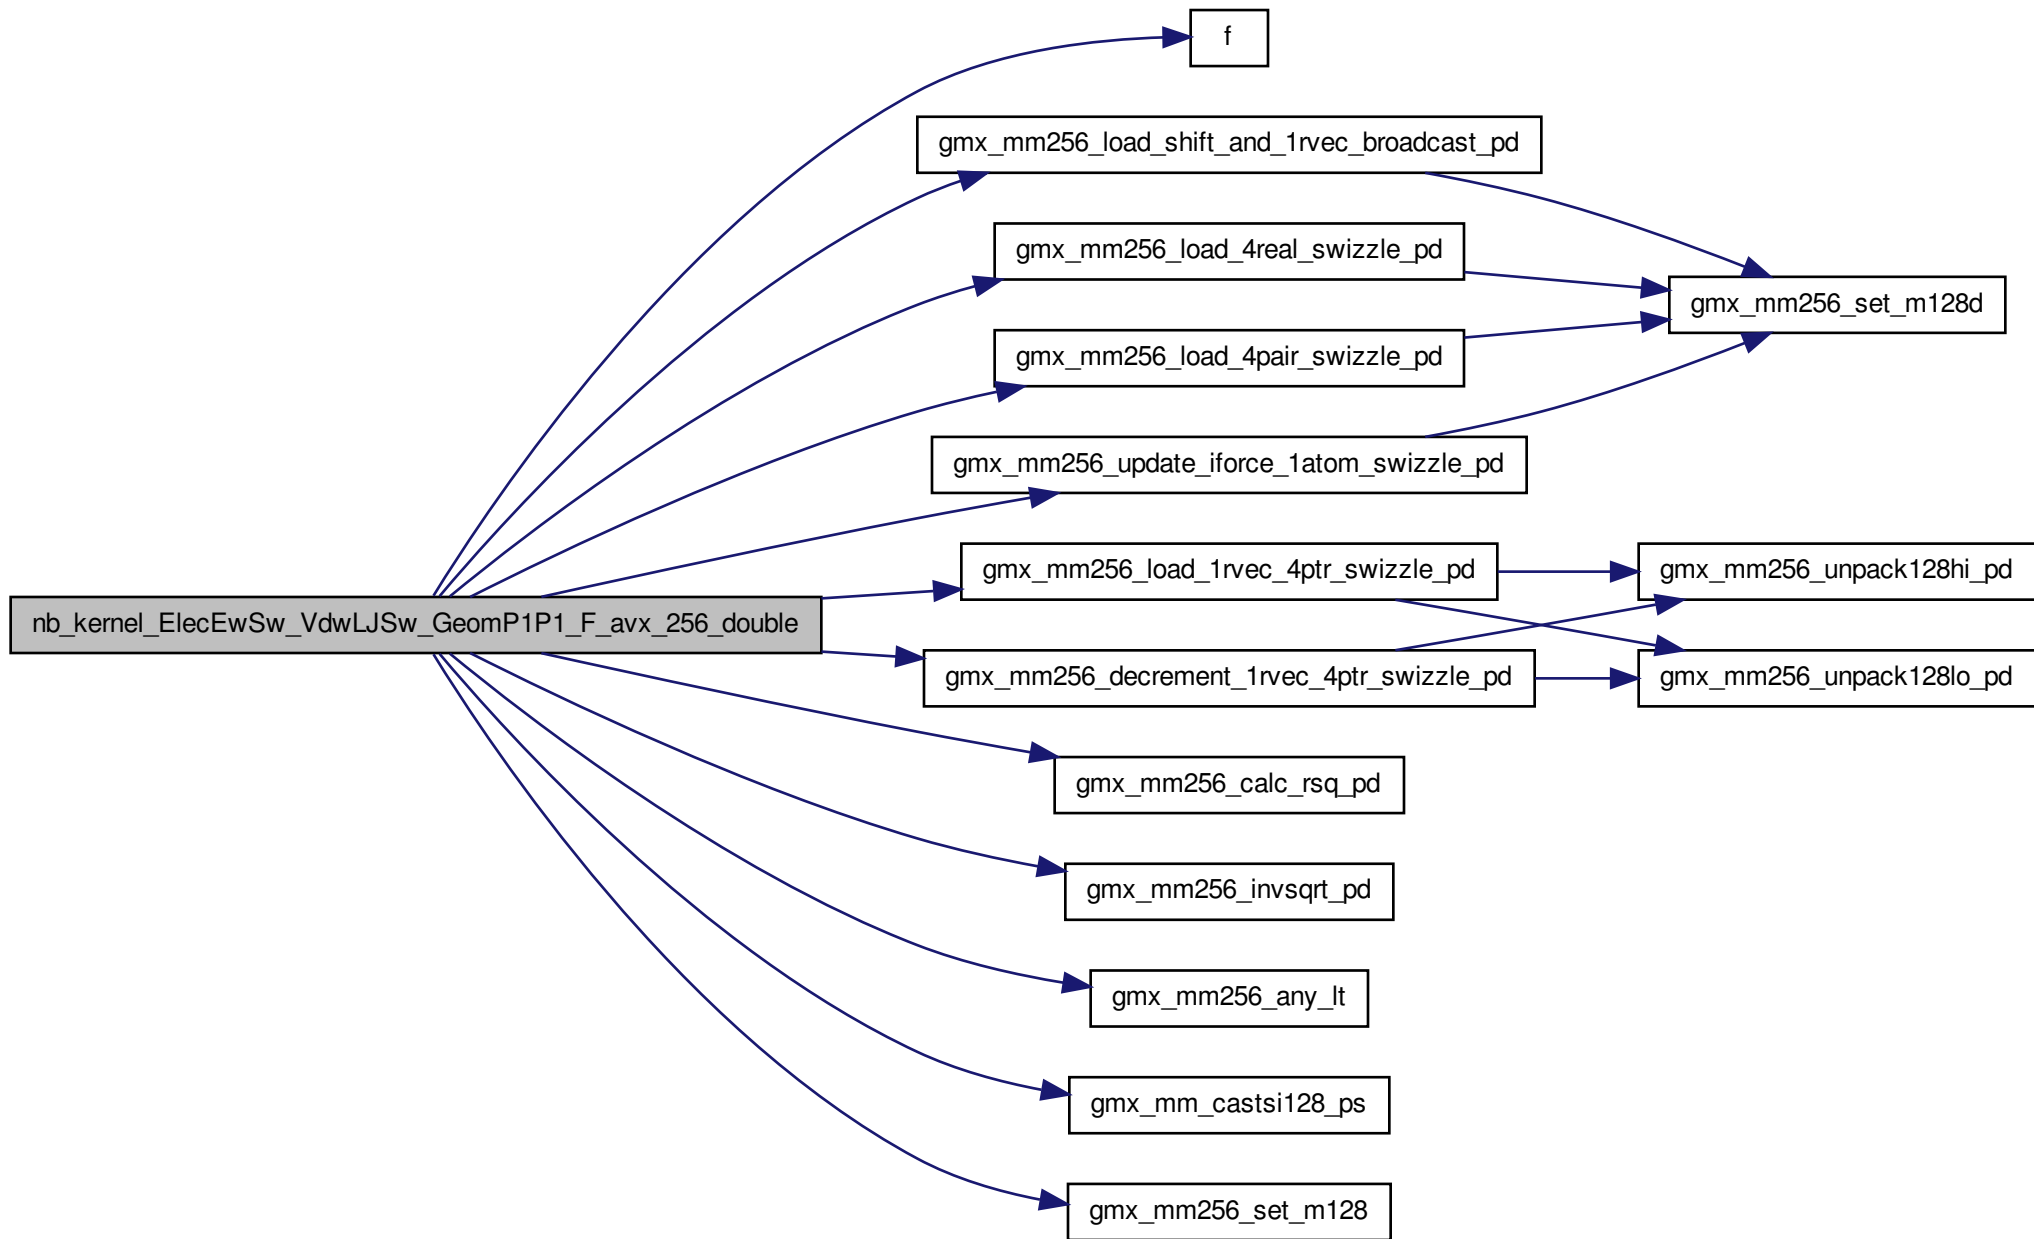 f
gmx_mm256_load_shift_and_1rvec_broadcast_pd
gmx_mm256_load_4real_swizzle_pd
gmx_mm256_set_m128d
gmx_mm256_load_4pair_swizzle_pd
gmx_mm256_update_iforce_1atom_swizzle_pd
gmx_mm256_load_1rvec_4ptr_swizzle_pd
gmx_mm256_unpack128hi_pd
nb_kernel_ElecEwSw_VdwLJSw_GeomP1P1_F_avx_256_double
gmx_mm256_decrement_1rvec_4ptr_swizzle_pd
gmx_mm256_unpack128lo_pd
gmx_mm256_calc_rsq_pd
gmx_mm256_invsqrt_pd
gmx_mm256_any_lt
gmx_mm_castsi128_ps
gmx_mm256_set_m128